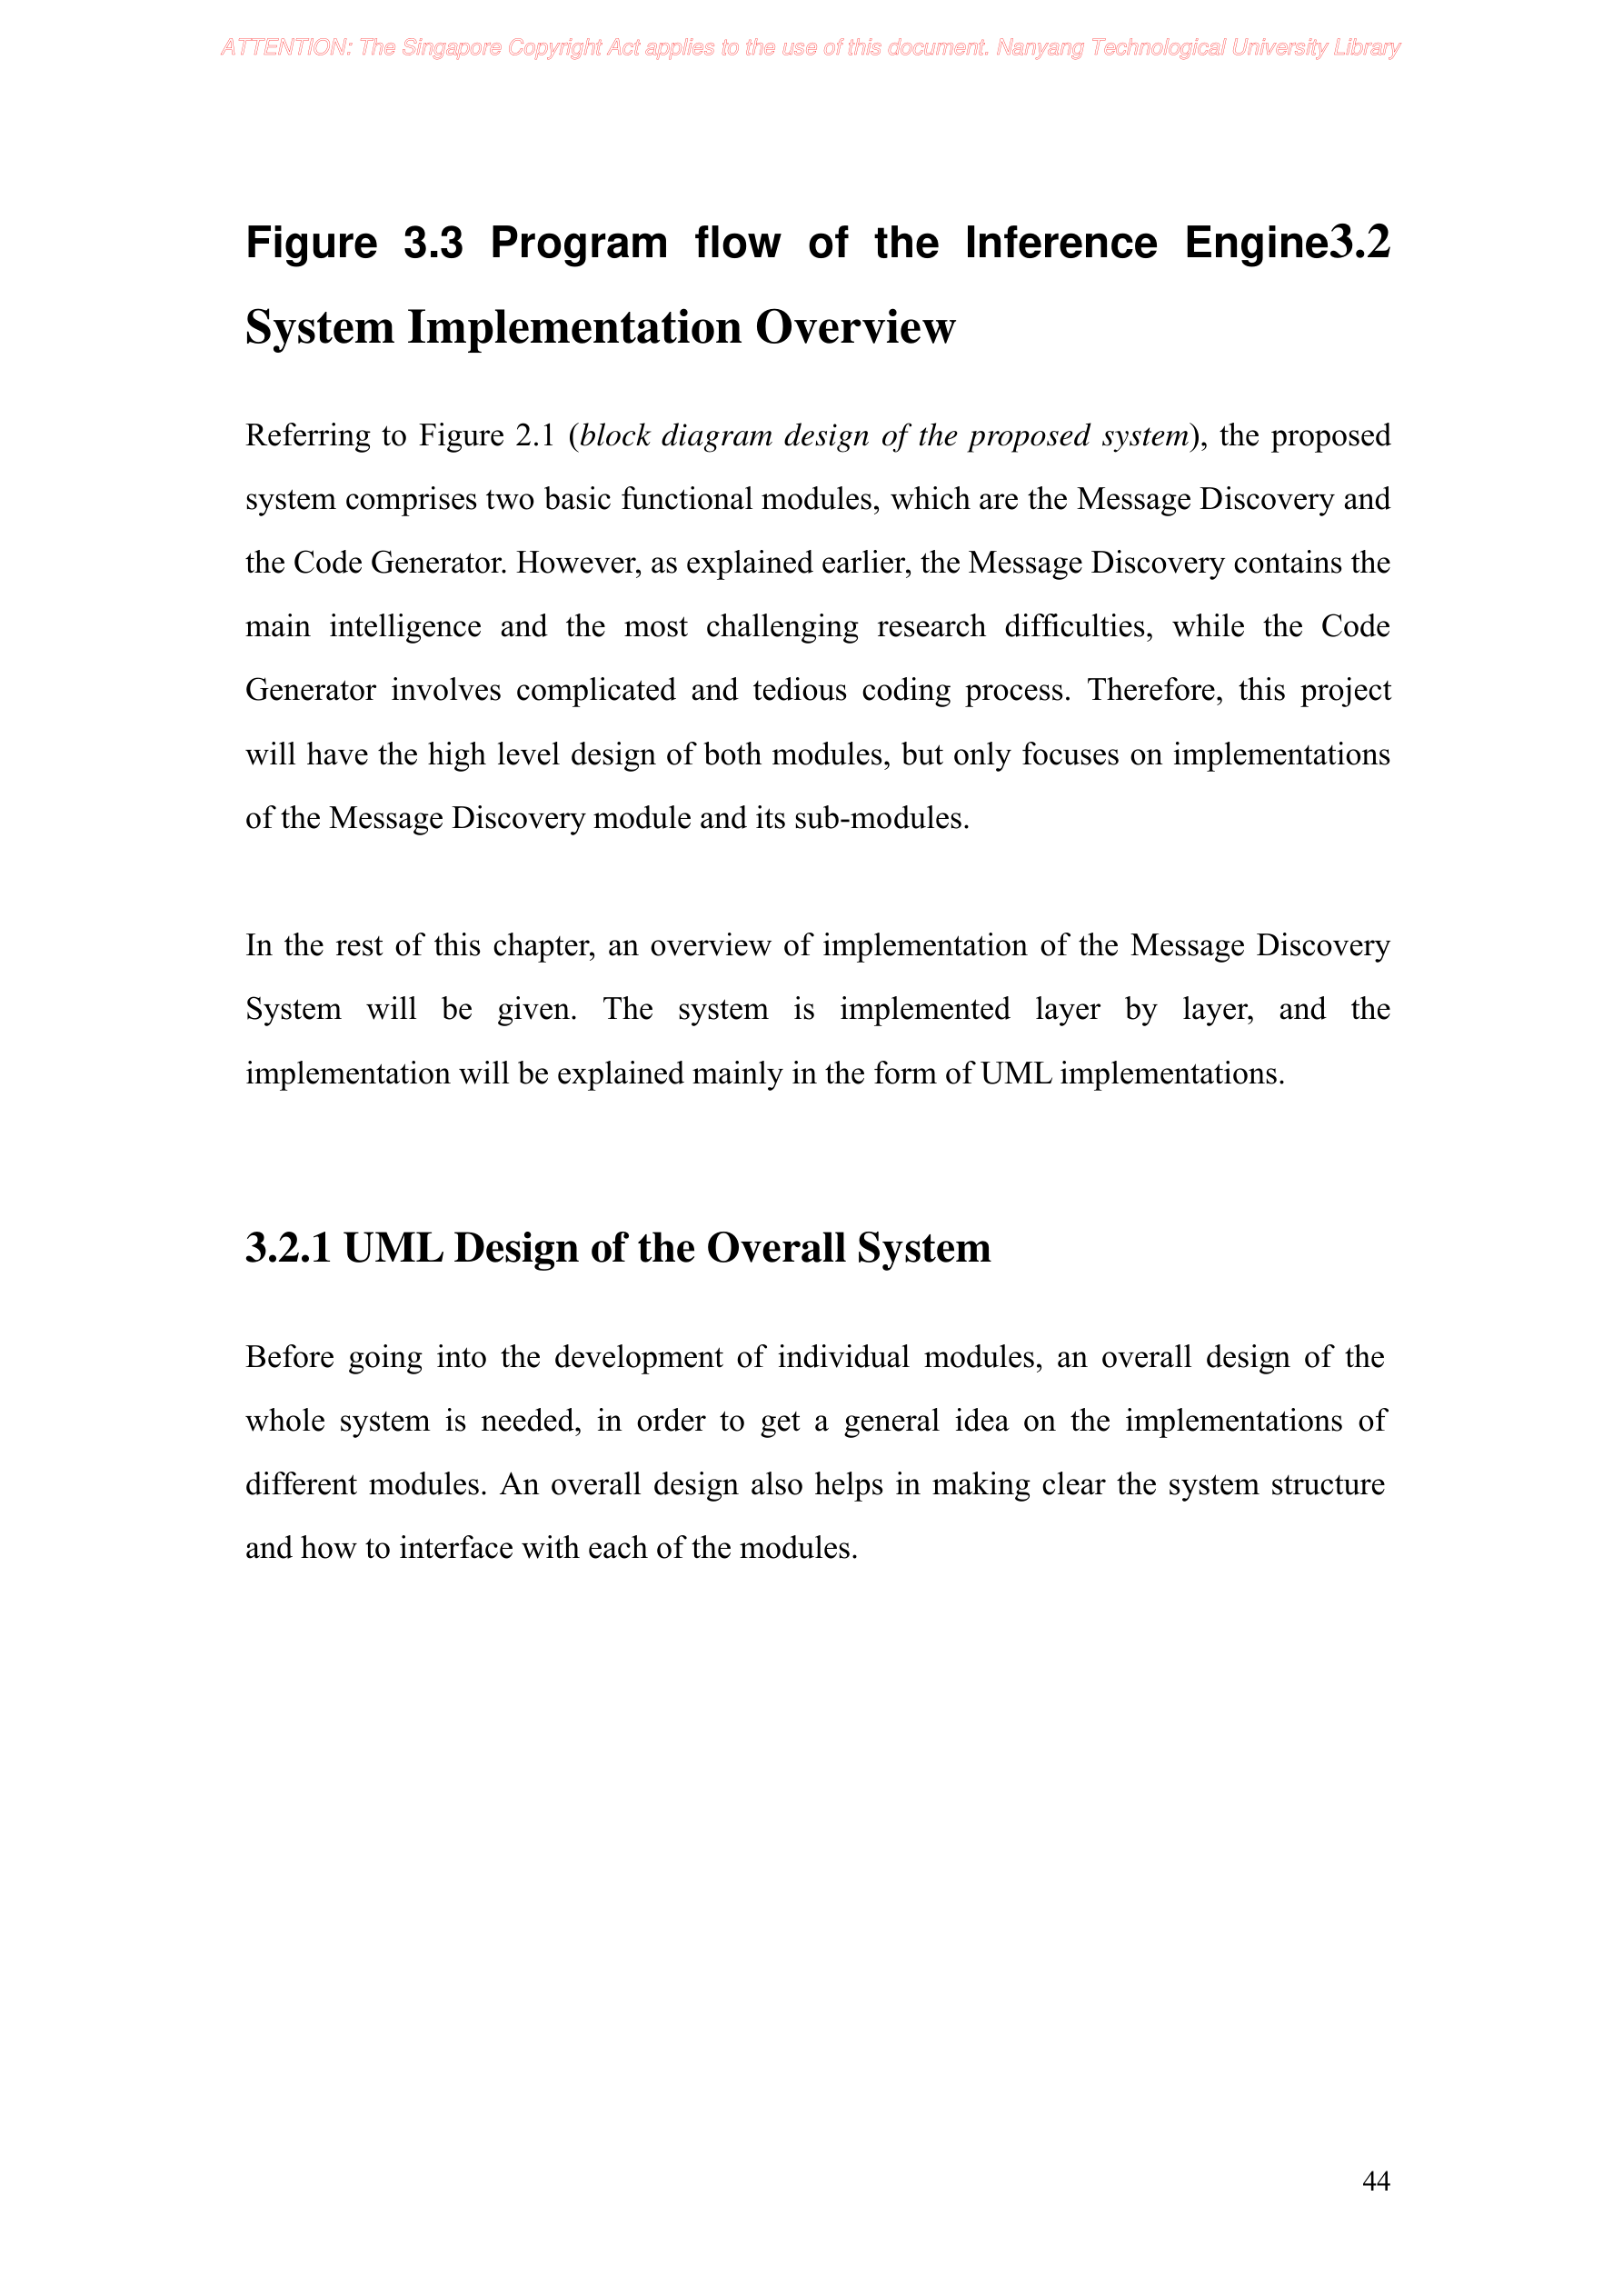 ATTENTION: The Singapore Copyright Act applies to the use of this document. Nanyang Technological University Library
Figure 3.3 Program flow of the Inference Engine3.2
System Implementation Overview
Referring to Figure 2.1 (block diagram design of the proposed system), the proposed
system comprises two basic functional modules, which are the Message Discovery and
the Code Generator. However, as explained earlier, the Message Discovery contains the
main intelligence and the most challenging research difficulties, while the Code
Generator involves complicated and tedious coding process. Therefore, this project
will have the high level design of both modules, but only focuses on implementations
of the Message Discovery module and its sub-modules.
In the rest of this chapter, an overview of implementation of the Message Discovery
System will be given. The system is implemented layer by layer, and the
implementation will be explained mainly in the form of UML implementations.
3.2.1 UML Design of the Overall System
Before going into the development of individual modules, an overall design of the
whole system is needed, in order to get a general idea on the implementations of
different modules. An overall design also helps in making clear the system structure
and how to interface with each of the modules.
44